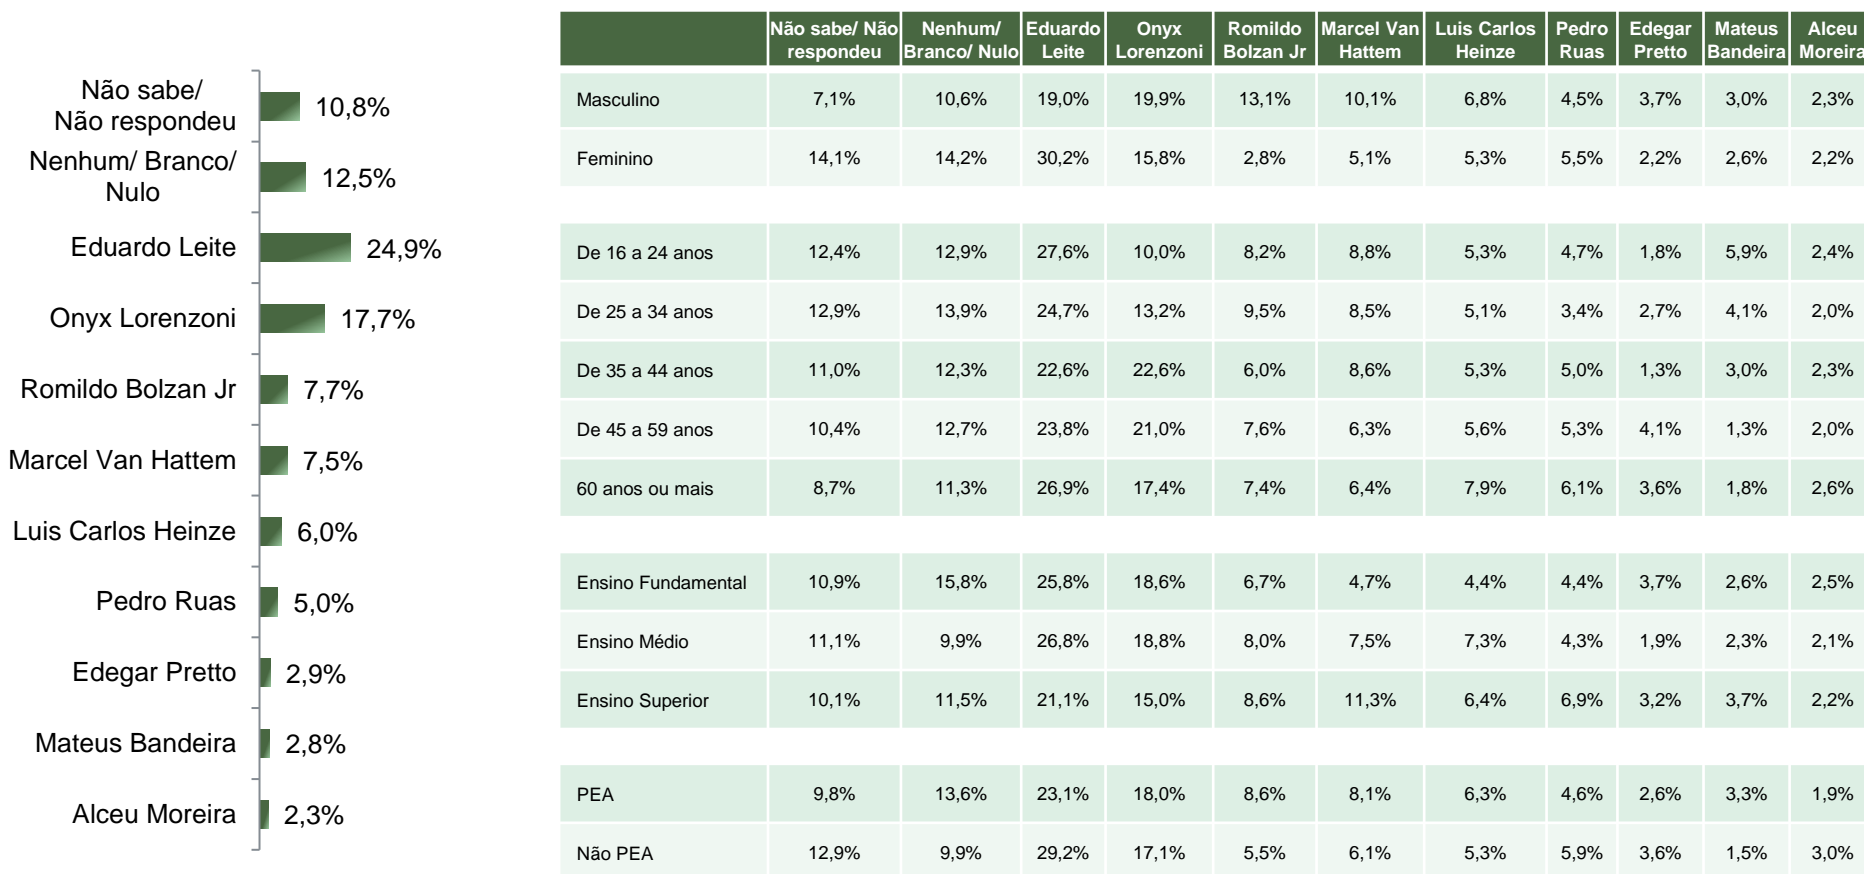 Não sabe/
Não respondeu
10,8%
Nenhum/ Branco/
Nulo
12,5%
Eduardo Leite
24,9%
Onyx Lorenzoni
17,7%
Romildo Bolzan Jr
7,7%
Marcel Van Hattem
7,5%
Luis Carlos Heinze
6,0%
Pedro Ruas
5,0%
Edegar Pretto
2,9%
Mateus Bandeira
2,8%
Alceu Moreira
2,3%
Não sabe/ Não respondeu Nenhum/ Branco/ Nulo Eduardo Leite Onyx Lorenzoni Romildo Bolzan Jr Marcel Van Hattem Luis Carlos Heinze Pedro Ruas Edegar Pretto Mateus Bandeira Alceu Moreira
Masculino 7,1% 10,6% 19,0% 19,9% 13,1% 10,1% 6,8% 4,5% 3,7% 3,0% 2,3%
Feminino 14,1% 14,2% 30,2% 15,8% 2,8% 5,1% 5,3% 5,5% 2,2% 2,6% 2,2%
De 16 a 24 anos 12,4% 12,9% 27,6% 10,0% 8,2% 8,8% 5,3% 4,7% 1,8% 5,9% 2,4%
De 25 a 34 anos 12,9% 13,9% 24,7% 13,2% 9,5% 8,5% 5,1% 3,4% 2,7% 4,1% 2,0%
De 35 a 44 anos 11,0% 12,3% 22,6% 22,6% 6,0% 8,6% 5,3% 5,0% 1,3% 3,0% 2,3%
De 45 a 59 anos 10,4% 12,7% 23,8% 21,0% 7,6% 6,3% 5,6% 5,3% 4,1% 1,3% 2,0%
60 anos ou mais 8,7% 11,3% 26,9% 17,4% 7,4% 6,4% 7,9% 6,1% 3,6% 1,8% 2,6%
Ensino Fundamental 10,9% 15,8% 25,8% 18,6% 6,7% 4,7% 4,4% 4,4% 3,7% 2,6% 2,5%
Ensino Médio 11,1% 9,9% 26,8% 18,8% 8,0% 7,5% 7,3% 4,3% 1,9% 2,3% 2,1%
Ensino Superior 10,1% 11,5% 21,1% 15,0% 8,6% 11,3% 6,4% 6,9% 3,2% 3,7% 2,2%
PEA 9,8% 13,6% 23,1% 18,0% 8,6% 8,1% 6,3% 4,6% 2,6% 3,3% 1,9%
Não PEA 12,9% 9,9% 29,2% 17,1% 5,5% 6,1% 5,3% 5,9% 3,6% 1,5% 3,0%